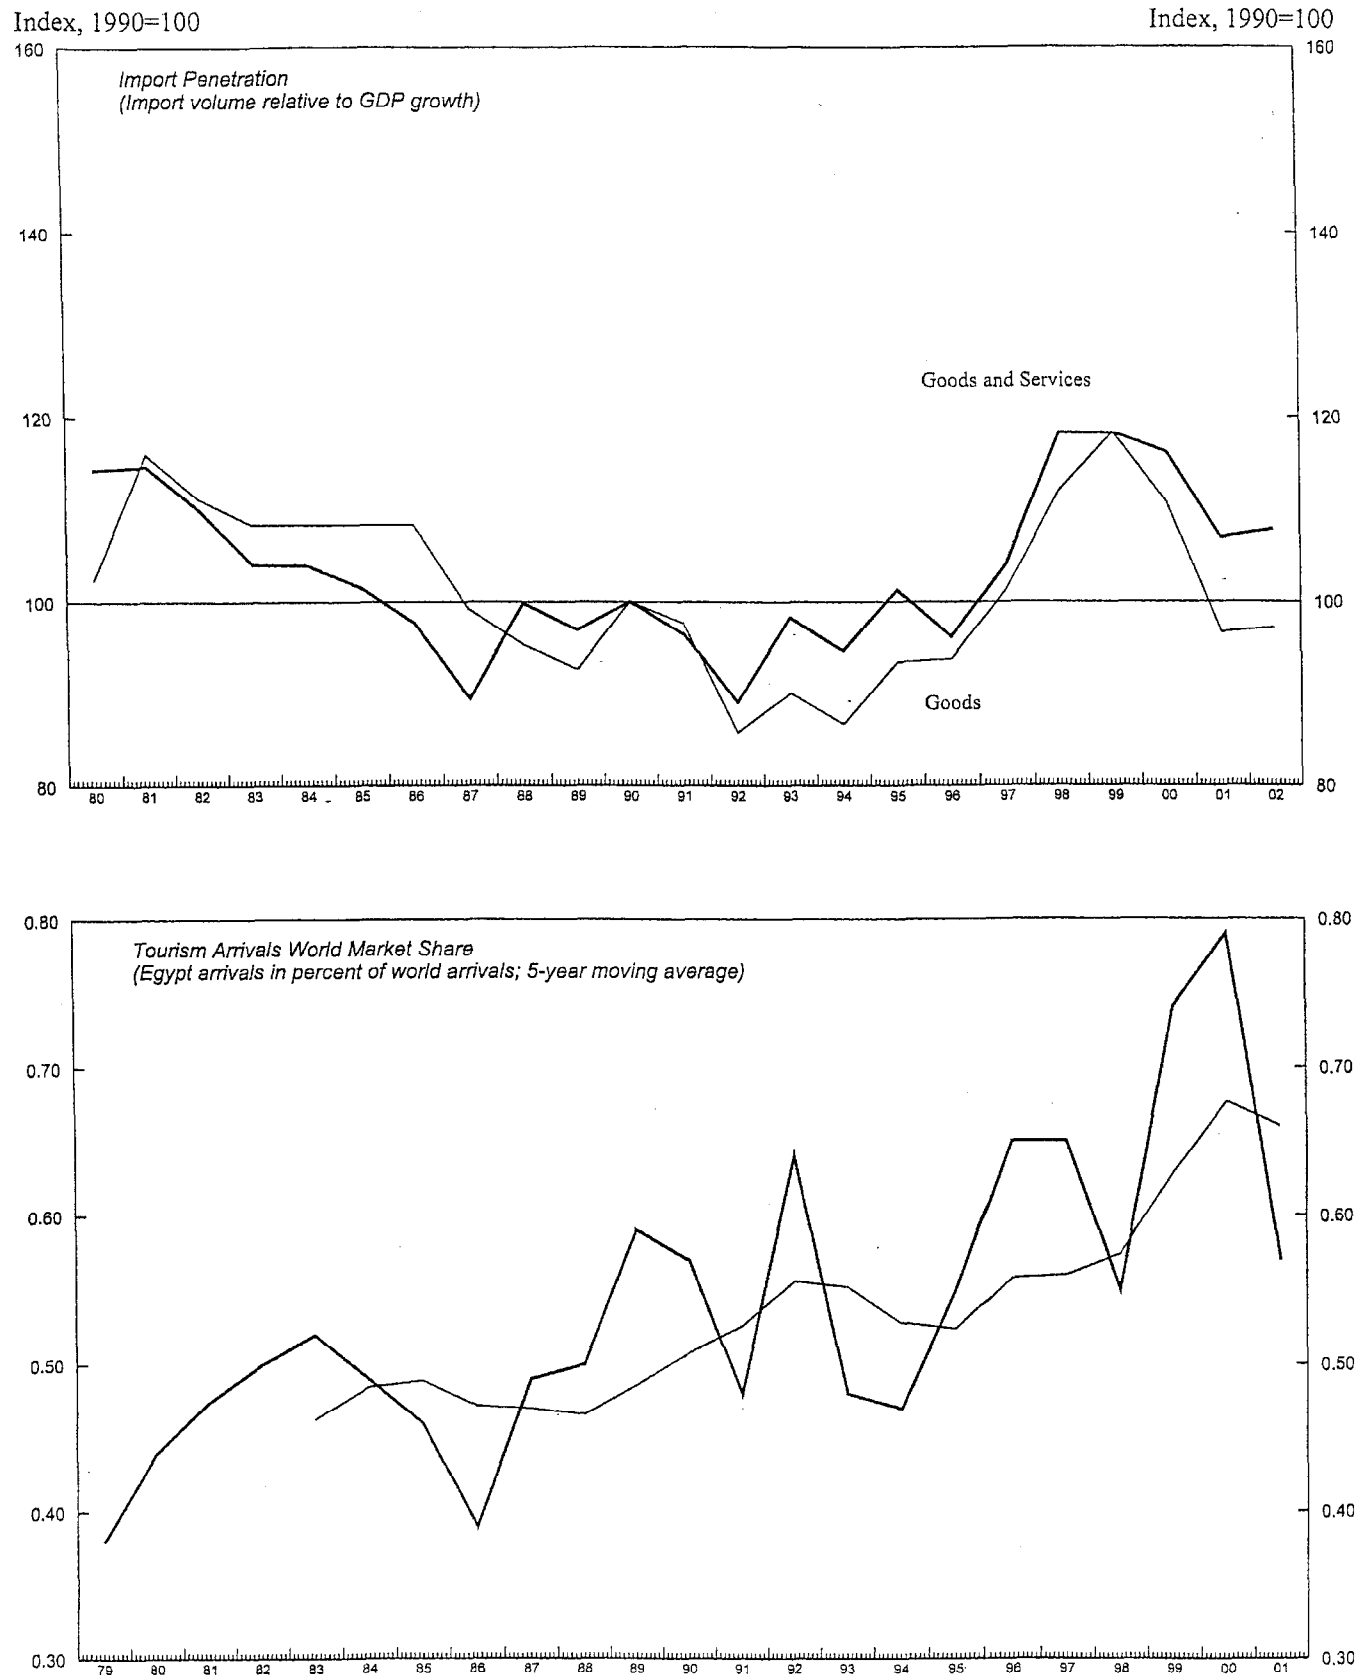 Index, 1990=100 Index, 1990=100
160 160
Import Penetration
(Import volume relative to GDP growth)
140 140
Goods and Services
120 120
100 100
Goods
80 80
80 81 82 83 84 85 86 87 88 89 90 91 92 93 94 95 96 97 98 99 00 01 02
0.80 0.80
Tourism Arrivals World Market Share
(Egypt arrivals in percent of world arrivals; 5-year moving average)
0.70 0.70
0.60 0.60
0.50 0.50
0.40 0.40
0.30 0.30
79 80 81 82 83 84 85 86 87 88 89 90 91 92 93 94 95 96 97 98 99 00 01